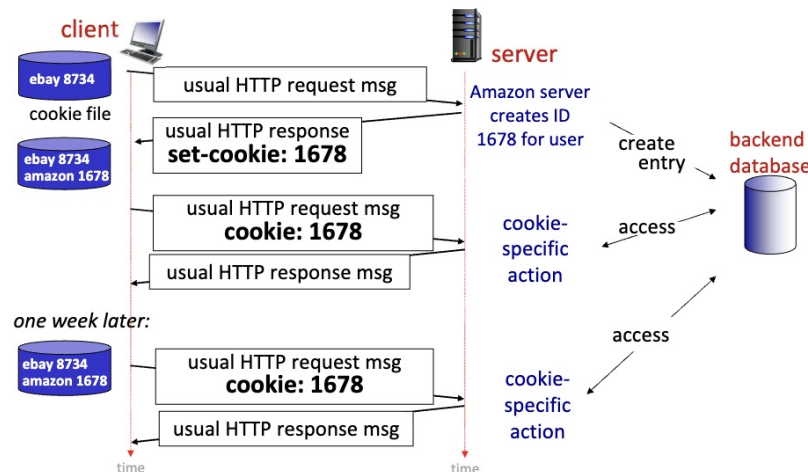 client
server
ebay 8734
usual HTTP request msg
cookie file
Amazon server
creates ID
1678 for user
usual HTTP response
set-cookie: 1678
ebay 8734
amazon 1678
create
entry
backend
database
usual HTTP request msg
cookie: 1678
cookie-
specific
action
access
usual HTTP response msg
one week later:
access
ebay 8734
amazon 1678
usual HTTP request msg
cookie: 1678
cookie-
specific
action
usual HTTP response msg
time
time